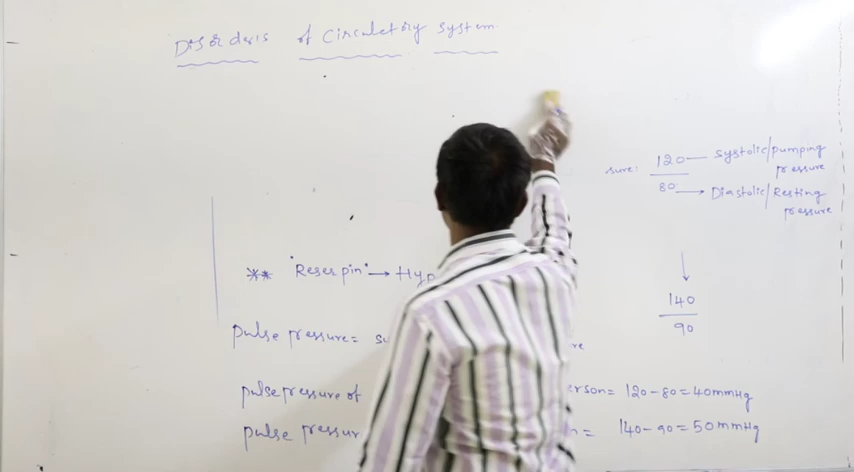 Disorders of Circulatory System
sure: 120 — systolic/pumping
pressure
80 → Diastolic/Resting
pressure
** "Reserpin" → Hyp
↓
140
90
pulse pressure =
re
pulse pressure of erson = 120 - 80 = 40mmHg
pulse pressur = 140 - 90 = 50mmHg